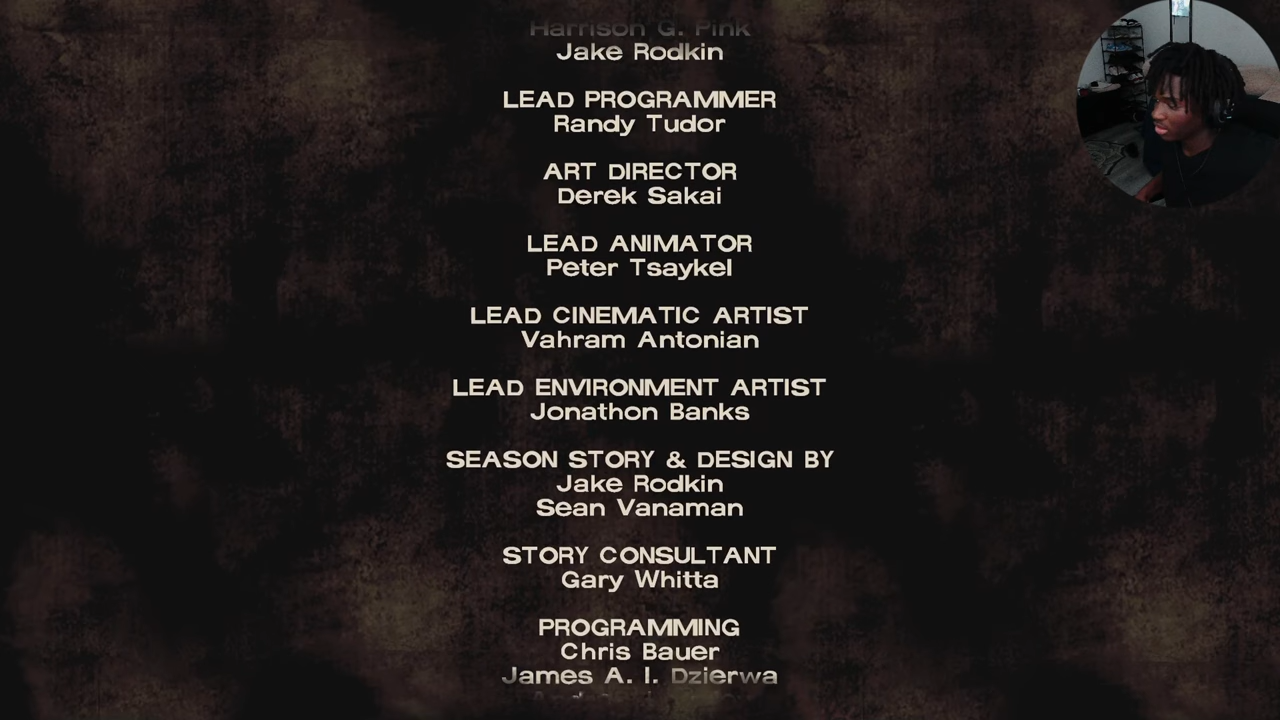 Harrison G. Pink
Jake Rodkin
LEAD PROGRAMMER
Randy Tudor
ART DIRECTOR
Derek Sakai
LEAD ANIMATOR
Peter Tsaykel
LEAD CINEMATIC ARTIST
Vahram Antonian
LEAD ENVIRONMENT ARTIST
Jonathon Banks
SEASON STORY & DESIGN BY
Jake Rodkin
Sean Vanaman
STORY CONSULTANT
Gary Whitta
PROGRAMMING
Chris Bauer
James A. I. Dzierwa